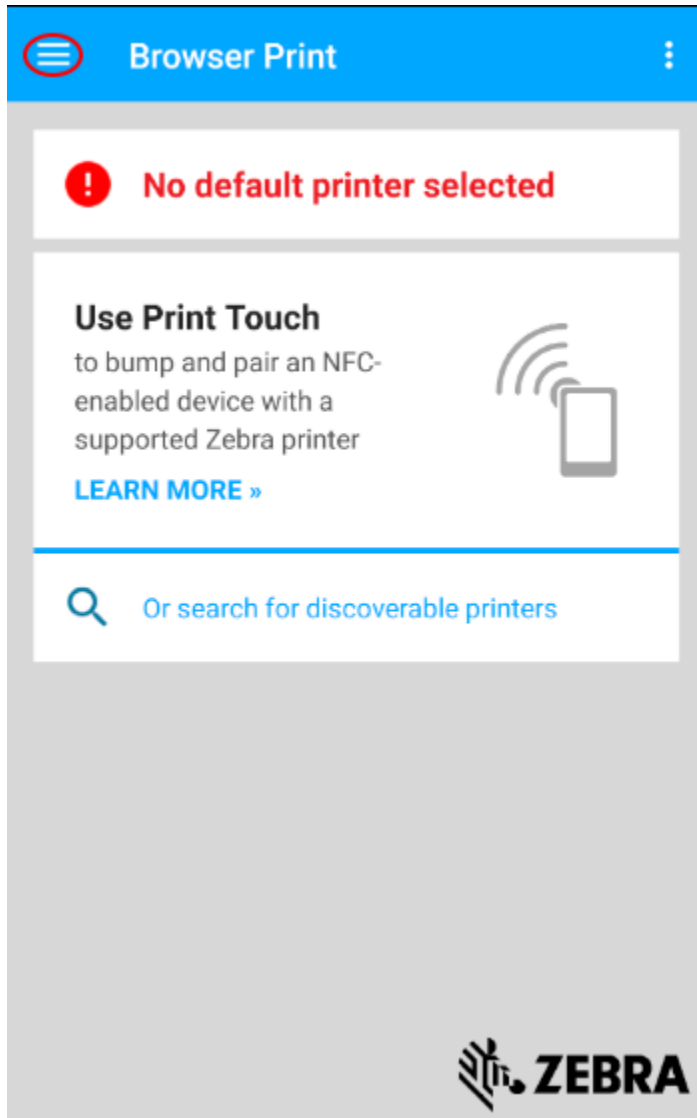 Browser Print
No default printer selected
Use Print Touch
to bump and pair an NFC-
enabled device with a
supported Zebra printer
LEARN MORE »
Or search for discoverable printers
ZEBRA